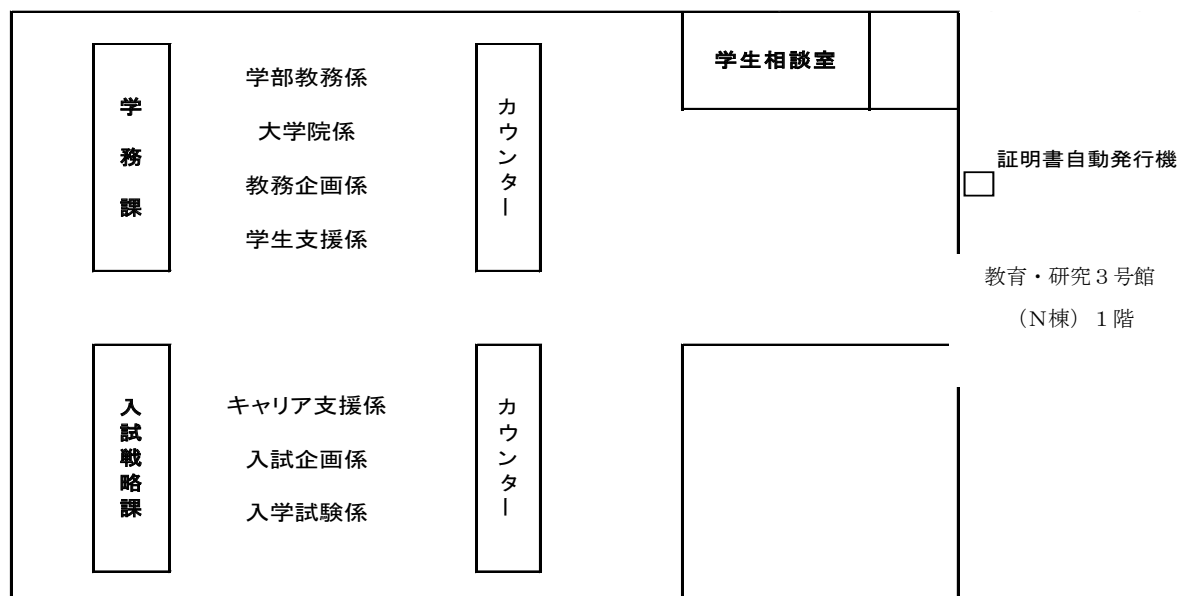 学務課
学部教務係
大学院係
教務企画係
学生支援係
カウンター
学生相談室
証明書自動発行機
教育・研究３号館
（Ｎ棟）１階
入試戦略課
キャリア支援係
入試企画係
入学試験係
カウンター